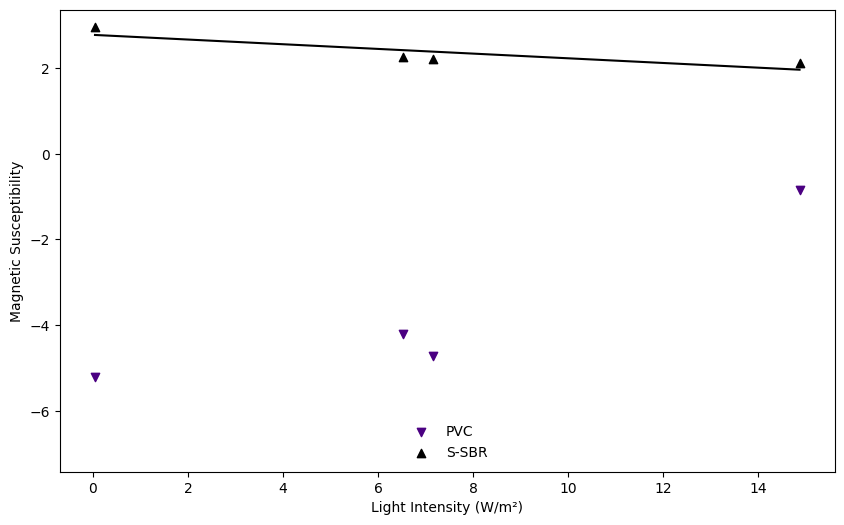 2
0
−2
−4
−6
Magnetic Susceptibility
PVC
S-SBR
0 2 4 6 8 10 12 14
Light Intensity (W/m²)